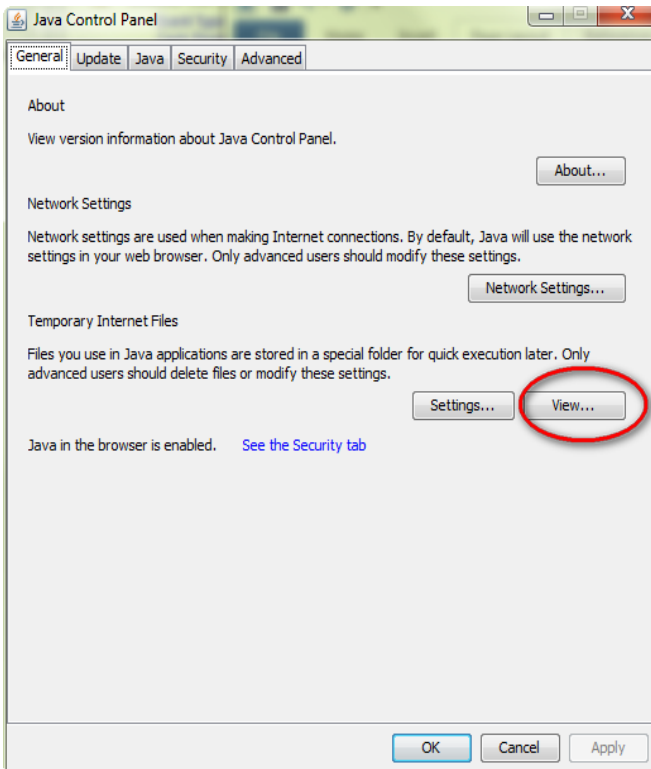 Java Control Panel
General Update Java Security Advanced
About
View version information about Java Control Panel.
About...
Network Settings
Network settings are used when making Internet connections. By default, Java will use the network
settings in your web browser. Only advanced users should modify these settings.
Network Settings...
Temporary Internet Files
Files you use in Java applications are stored in a special folder for quick execution later. Only
advanced users should delete files or modify these settings.
Settings... View...
Java in the browser is enabled. See the Security tab
OK Cancel Apply